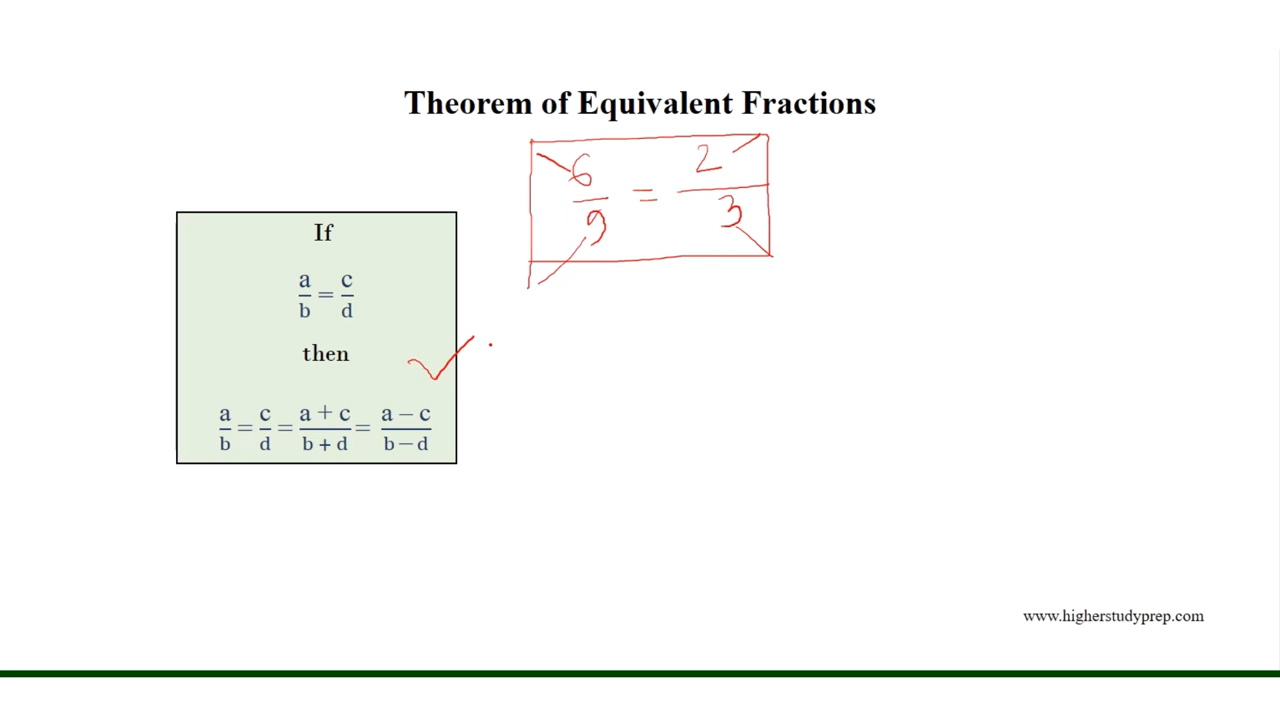 Theorem of Equivalent Fractions
6/9 = 2/3
If
a/b = c/d
then
a/b = c/d = a + c/b + d = a − c/b − d
www.higherstudyprep.com